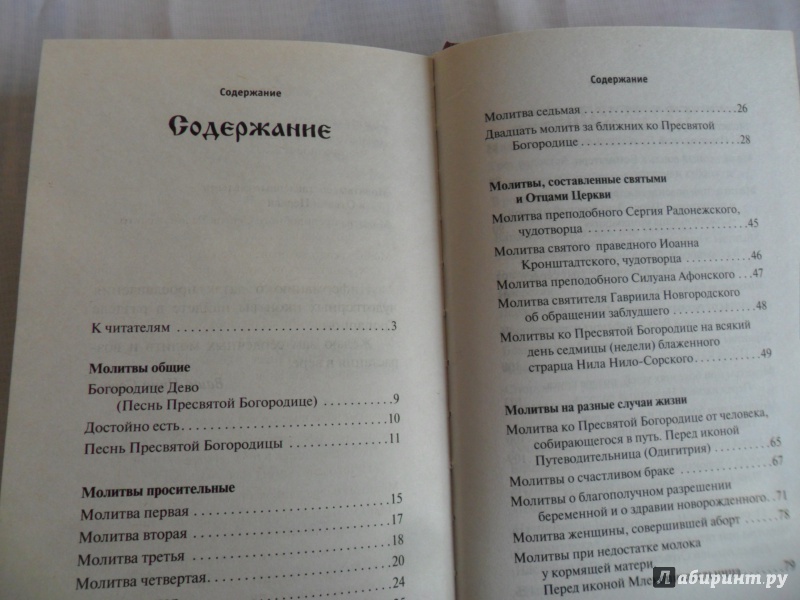 Содержание
Содержание
К читателям ............ 3
Молитвы общие
Богородице Дево
(Песнь Пресвятой Богородице) ........ 9
Достойно есть. ........ 10
Песнь Пресвятой Богородицы ........ 11
Молитвы просительные
Молитва первая ........ 15
Молитва вторая ........ 17
Молитва третья ........ 18
Молитва четвертая. ........ 20
24
Содержание
Молитва седьмая ........ 26
Двадцать молитв за ближних ко Пресвятой
Богородице ........ 28
Молитвы, составленные святыми
и Отцами Церкви
Молитва преподобного Сергия Радонежского,
чудотворца ........ 45
Молитва святого праведного Иоанна
Кронштадтского, чудотворца ........ 46
Молитва преподобного Силуана Афонского ... 47
Молитва святителя Гавриила Новгородского
об обращении заблудшего ........ 48
Молитвы ко Пресвятой Богородице на всякий
день седмицы (недели) блаженного
страрца Нила Нило-Сорского ........ 49
Молитвы на разные случаи жизни
Молитва ко Пресвятой Богородице от человека,
собирающегося в путь. Перед иконой
Путеводительница (Одигитрия) ........ 65
Молитвы о счастливом браке ........ 67
Молитвы о благополучном разрешении
беременной и о здравии новорожденного. . 71
Молитва женщины, совершившей аборт .... 78
Молитвы при недостатке молока
у кормящей матери
Перед иконой 79
Лабиринт.ру